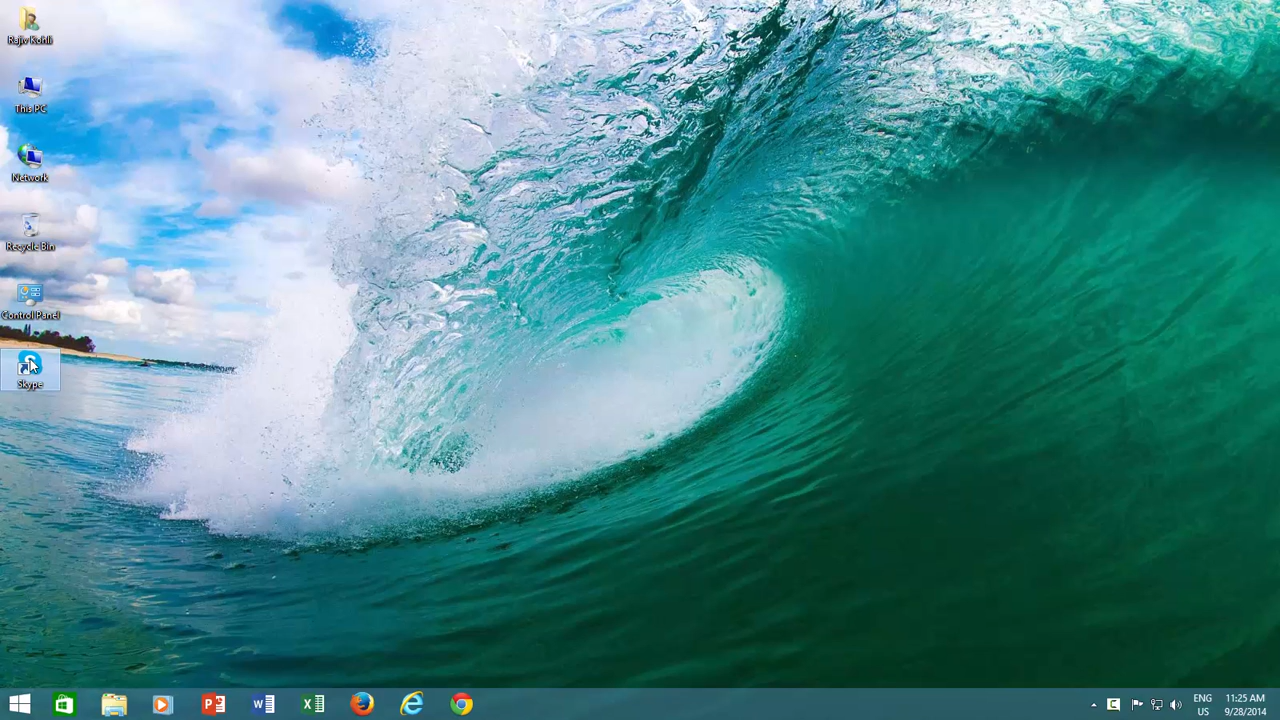 Rajiv Kohli
This PC
Network
Recycle Bin
Control Panel
Skype
ENG
US
11:25 AM
9/28/2014